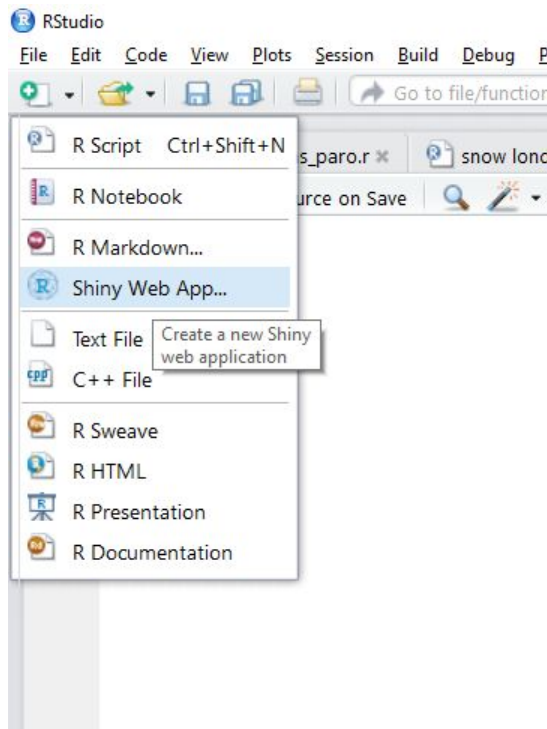 RStudio
File Edit Code View Plots Session Build Debug P
Go to file/function
R Script Ctrl+Shift+N
s_paro.r
snow lond
R Notebook
urce on Save
R Markdown...
Shiny Web App...
Text File
Create a new Shiny
web application
C++ File
R Sweave
R HTML
R Presentation
R Documentation